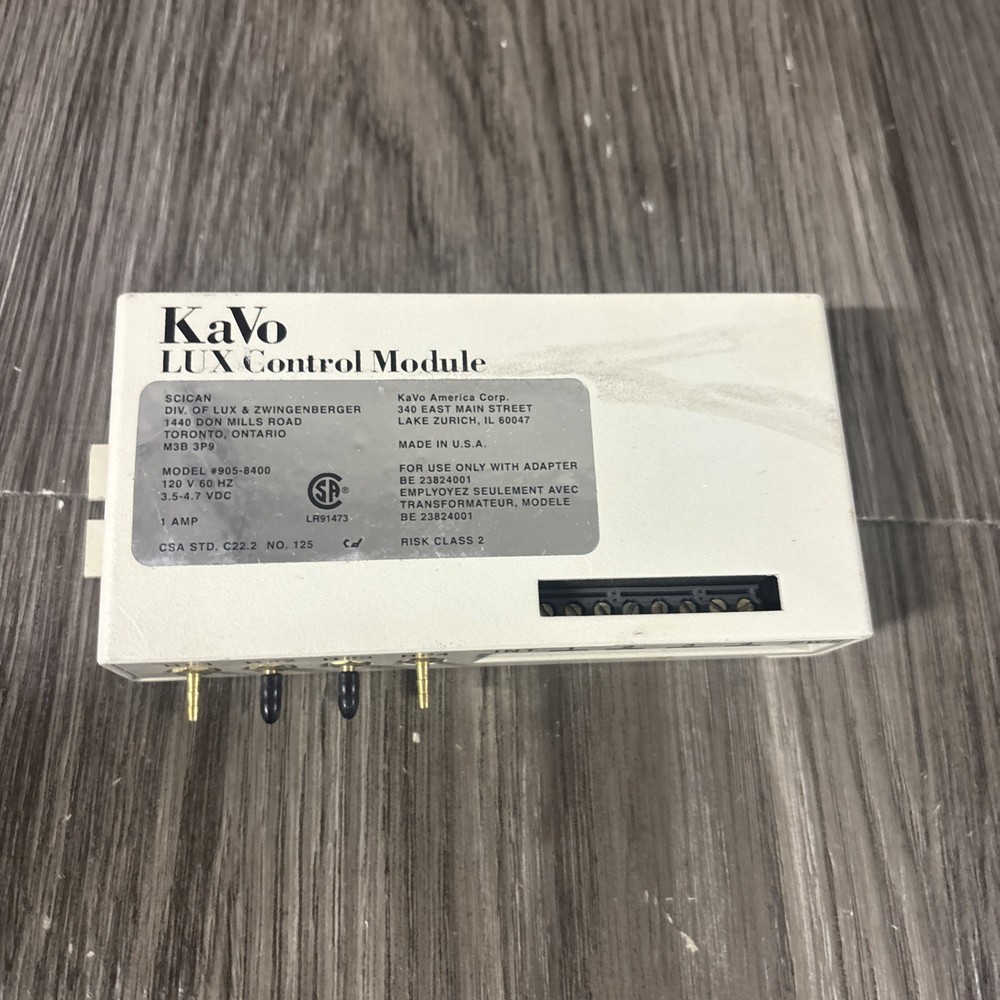 KaVo
LUX Control Module
SCICAN
DIV. OF LUX & ZWINGENBERGER
1440 DON MILLS ROAD
TORONTO, ONTARIO
M3B 3P9
MODEL #905-8400
120 V 60 HZ
3.5-4.7 VDC
1 AMP
CSA STD. C22.2 NO. 125
SA®
LR91473
KaVo America Corp.
340 EAST MAIN STREET
LAKE ZURICH, IL 60047
MADE IN U.S.A.
FOR USE ONLY WITH ADAPTER
BE 23824001
EMPLYOYEZ SEULEMENT AVEC
TRANSFORMATEUR, MODELE
BE 23824001
RISK CLASS 2